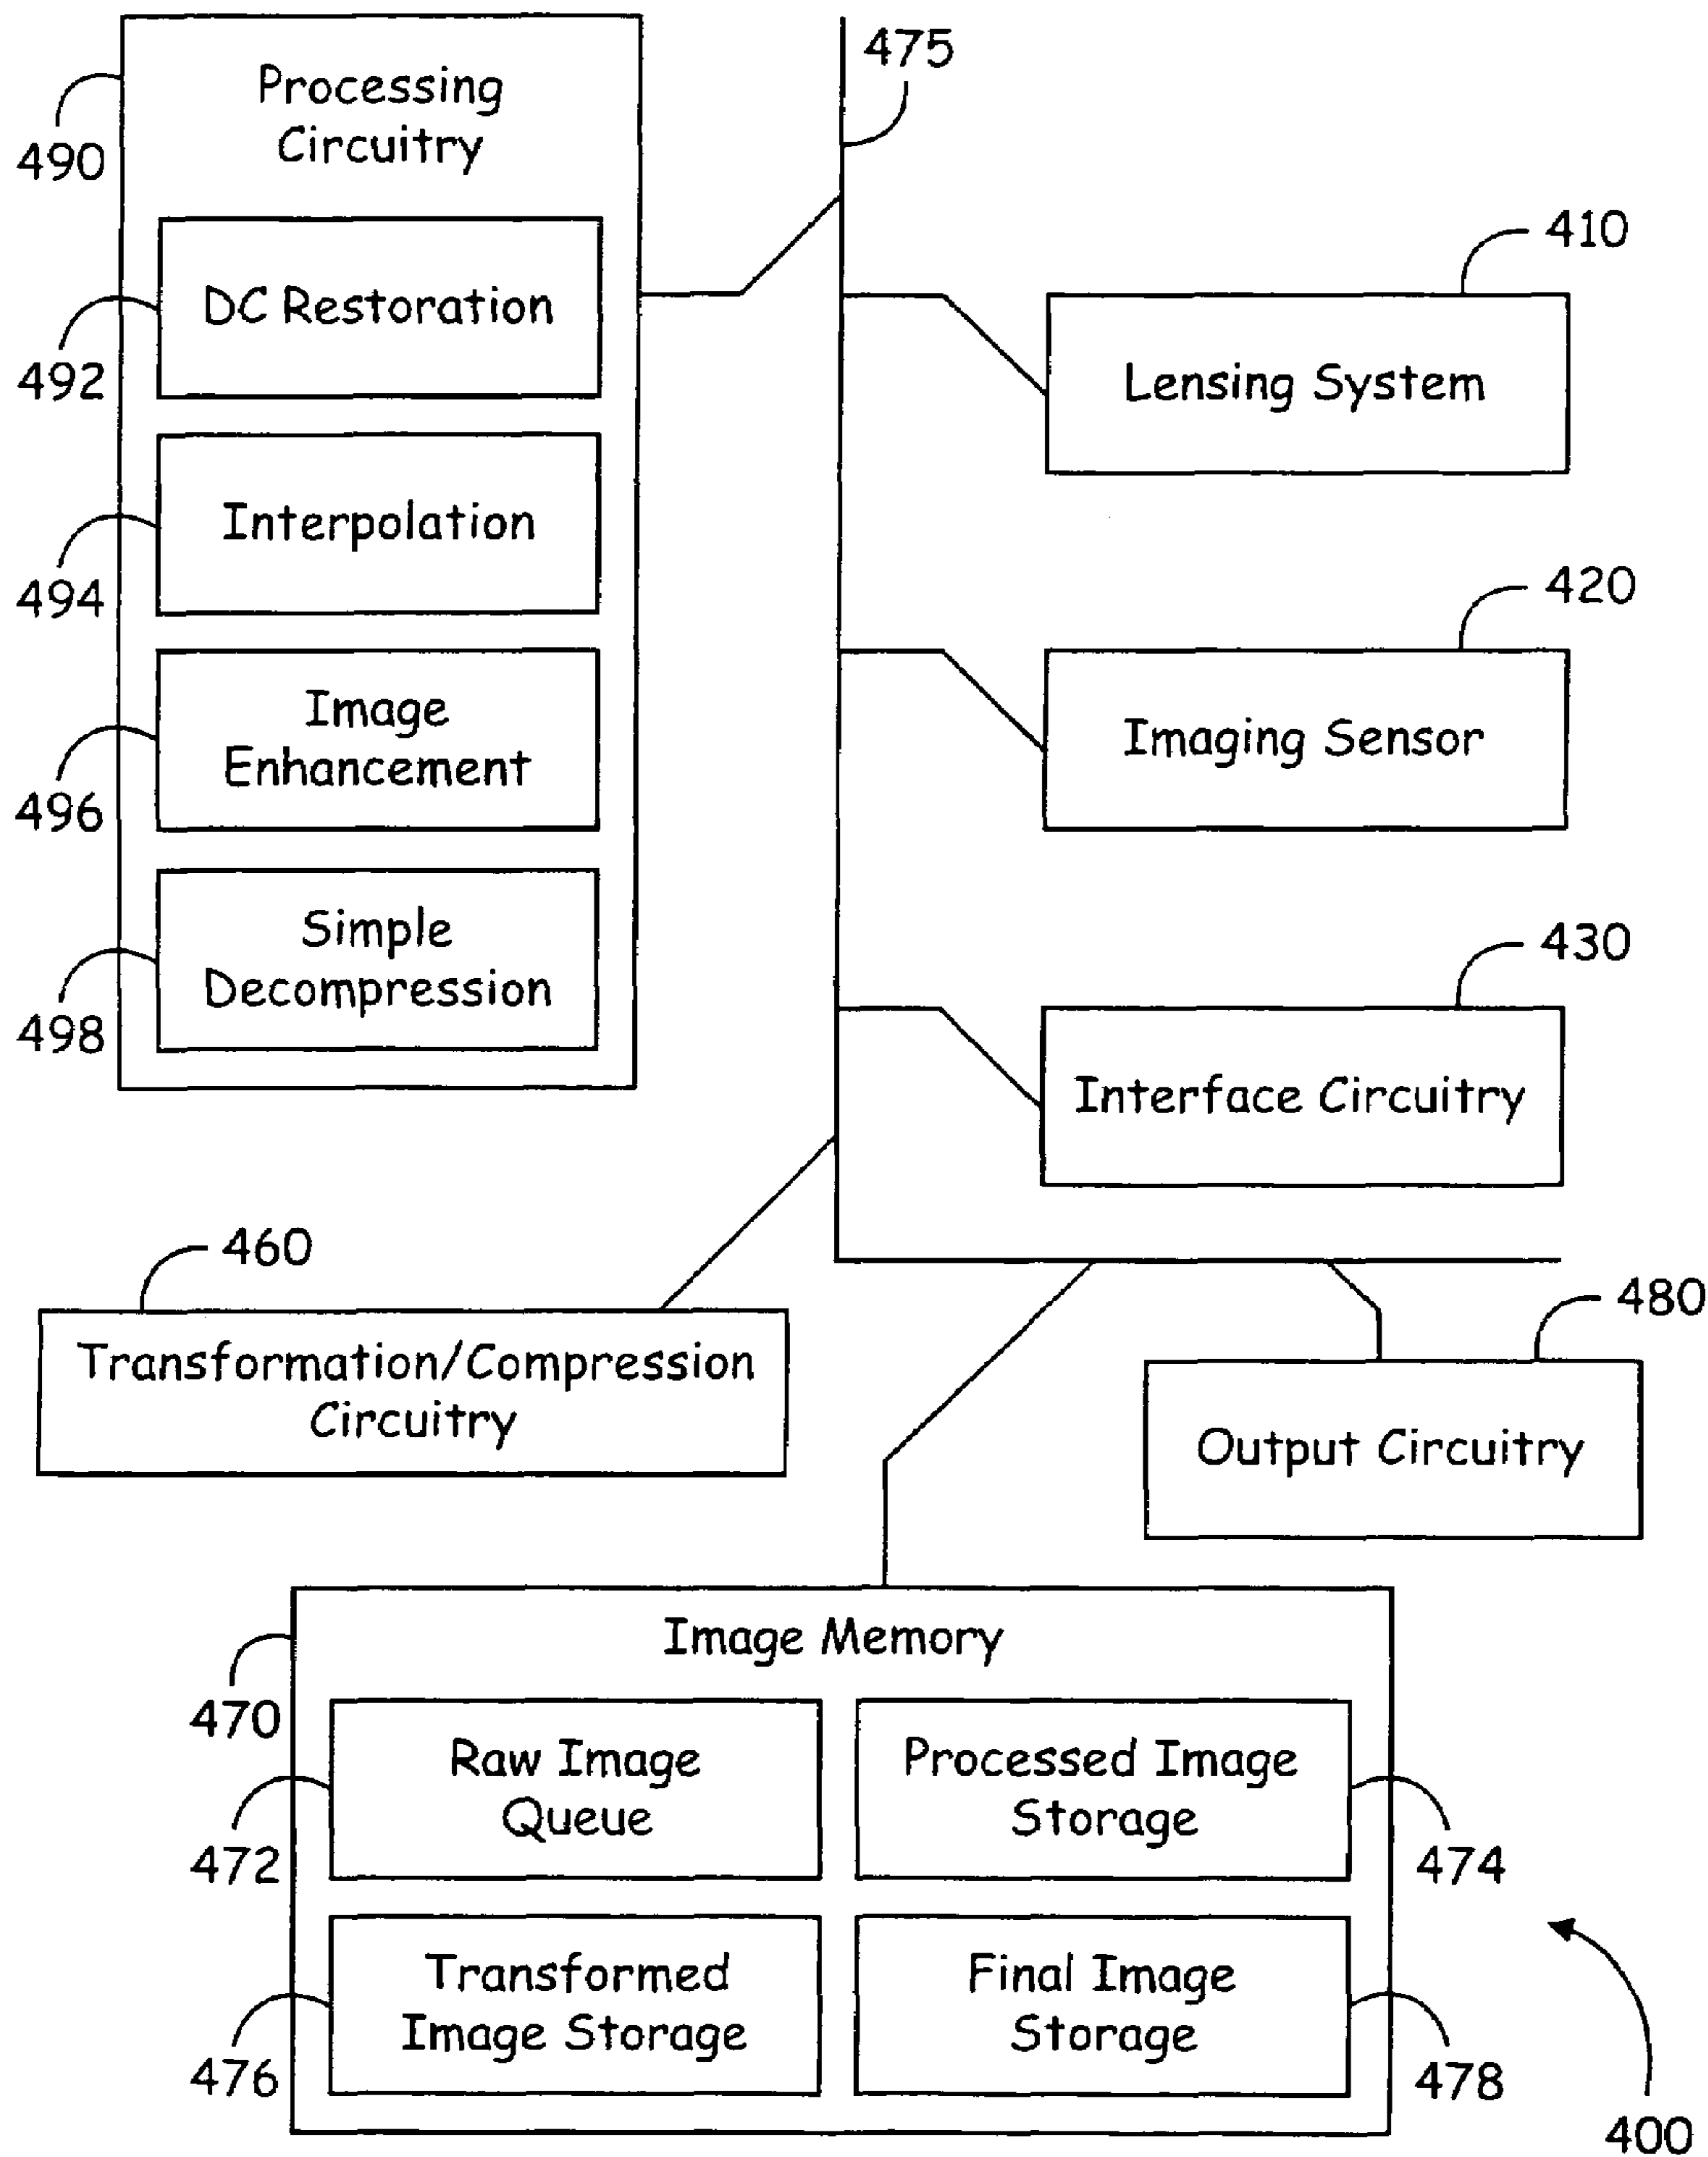 Processing
Circuitry
490
DC Restoration
492
Interpolation
494
Image
Enhancement
496
Simple
Decompression
498
475
410
Lensing System
420
Imaging Sensor
430
Interface Circuitry
460
Transformation/Compression
Circuitry
480
Output Circuitry
Image Memory
470
Raw Image
Queue
472
Processed Image
Storage
474
Transformed
Image Storage
476
Final Image
Storage
478
400